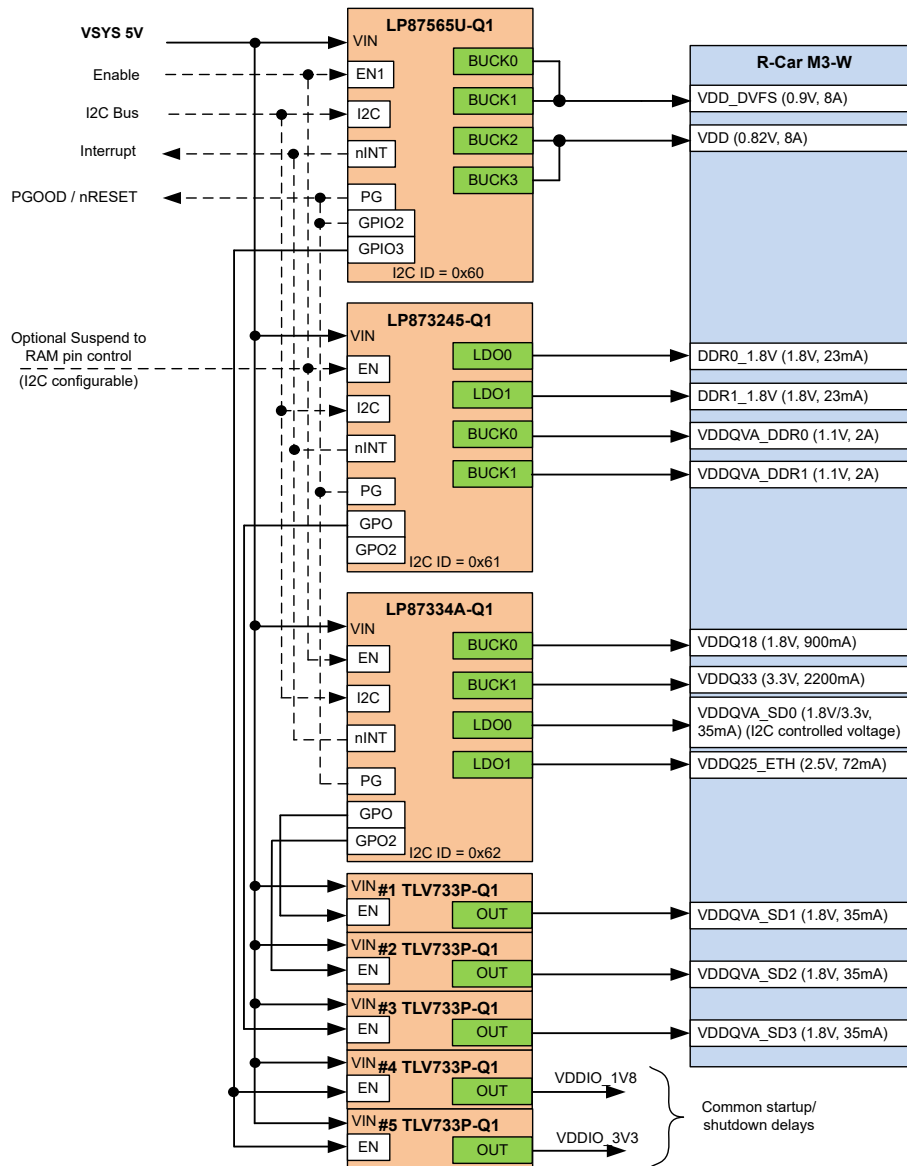 VSYS 5V
Enable
I2C Bus
Interrupt
PGOOD / nRESET
LP87565U-Q1
VIN
EN1
I2C
nINT
PG
GPIO2
GPIO3
BUCK0
BUCK1
BUCK2
BUCK3
I2C ID = 0x60
R-Car M3-W
VDD_DVFS (0.9V, 8A)
VDD (0.82V, 8A)
Optional Suspend to
RAM pin control
(I2C configurable)
LP873245-Q1
VIN
EN
I2C
nINT
PG
GPO
GPO2
LDO0
LDO1
BUCK0
BUCK1
I2C ID = 0x61
DDR0_1.8V (1.8V, 23mA)
DDR1_1.8V (1.8V, 23mA)
VDDQVA_DDR0 (1.1V, 2A)
VDDQVA_DDR1 (1.1V, 2A)
LP87334A-Q1
VIN
EN
I2C
nINT
PG
GPO
GPO2
BUCK0
BUCK1
LDO0
LDO1
I2C ID = 0x62
VDDQ18 (1.8V, 900mA)
VDDQ33 (3.3V, 2200mA)
VDDQVA_SD0 (1.8V/3.3v,
35mA) (I2C controlled voltage)
VDDQ25_ETH (2.5V, 72mA)
VIN #1 TLV733P-Q1
EN
OUT
VDDQVA_SD1 (1.8V, 35mA)
VIN #2 TLV733P-Q1
EN
OUT
VDDQVA_SD2 (1.8V, 35mA)
VIN #3 TLV733P-Q1
EN
OUT
VDDQVA_SD3 (1.8V, 35mA)
VIN #4 TLV733P-Q1
EN
OUT
VDDIO_1V8
VIN #5 TLV733P-Q1
EN
OUT
VDDIO_3V3
Common startup/
shutdown delays